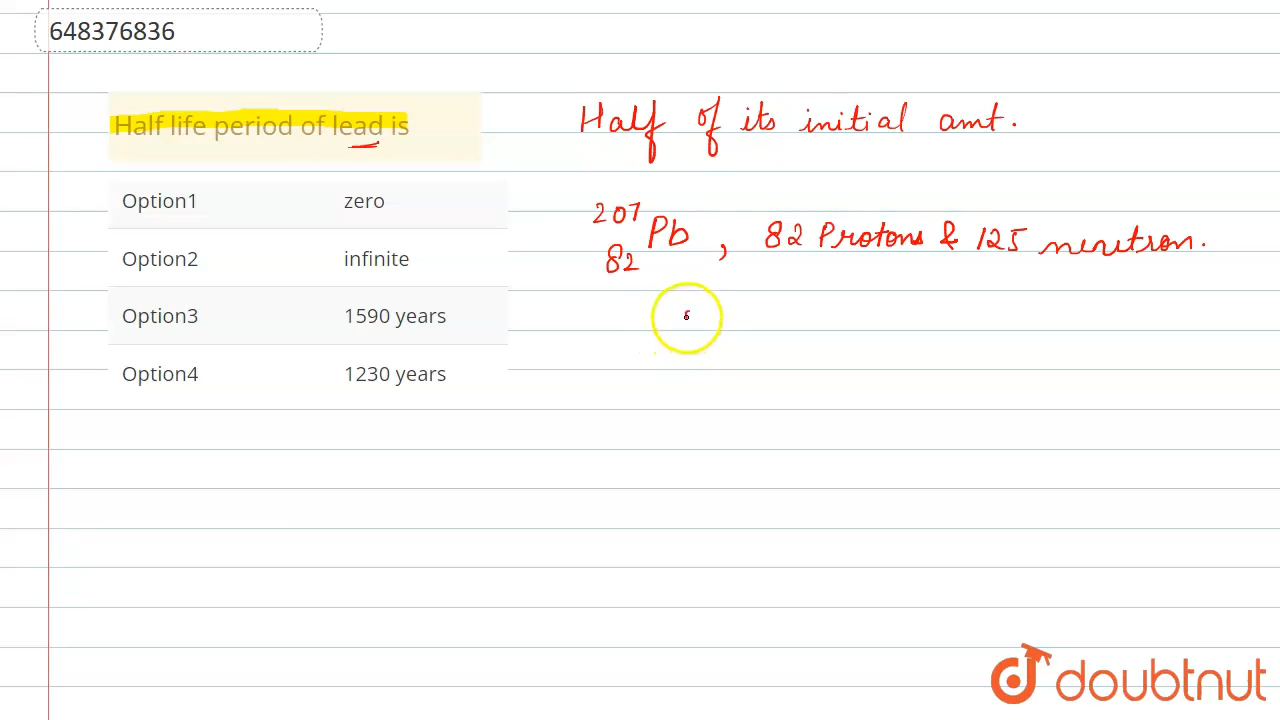 648376836
Half life period of lead is
Option1 zero
Option2 infinite
Option3 1590 years
Option4 1230 years
Half of its initial amt.
207
82 Pb, 82 Protons & 125 neutron.
doubtnut